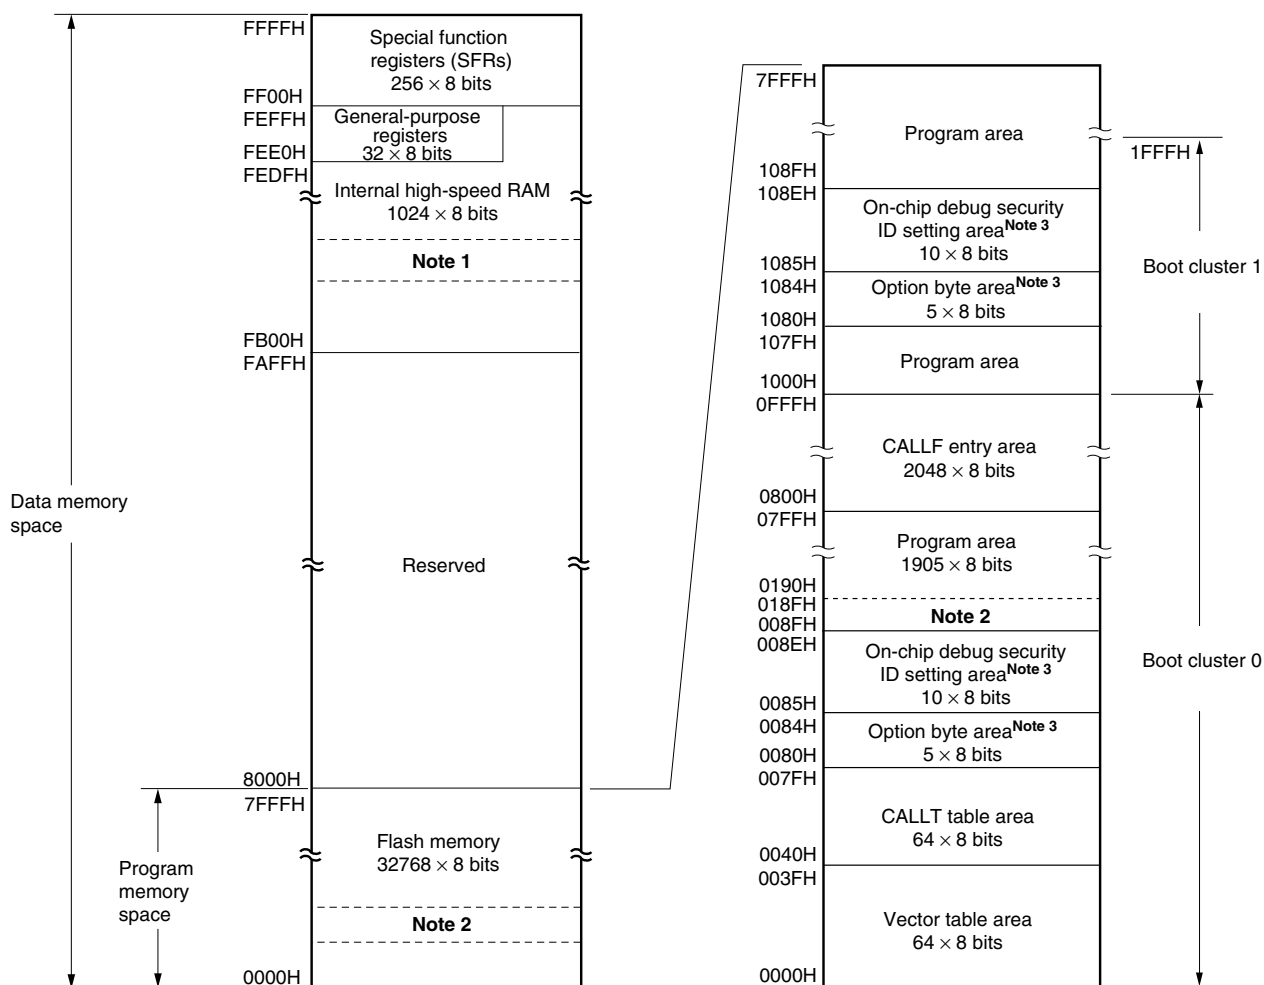 FFFFH
Special function
registers (SFRs)
256 × 8 bits
FF00H
FEFFH
General-purpose
registers
32 × 8 bits
FEE0H
FEDFH
Internal high-speed RAM
1024 × 8 bits
Note 1
FB00H
FAFFH
Data memory
space
Reserved
8000H
7FFFH
Flash memory
32768 × 8 bits
Program
memory
space
Note 2
0000H
7FFFH
Program area
1FFFH
108FH
108EH
On-chip debug security
ID setting area Note 3
10 × 8 bits
1085H
1084H
Option byte area Note 3
5 × 8 bits
1080H
107FH
Program area
1000H
0FFFH
Boot cluster 1
CALLF entry area
2048 × 8 bits
0800H
07FFH
Program area
1905 × 8 bits
0190H
018FH
Note 2
008FH
008EH
On-chip debug security
ID setting area Note 3
10 × 8 bits
Boot cluster 0
0085H
0084H
Option byte area Note 3
5 × 8 bits
0080H
007FH
CALLT table area
64 × 8 bits
0040H
003FH
Vector table area
64 × 8 bits
0000H